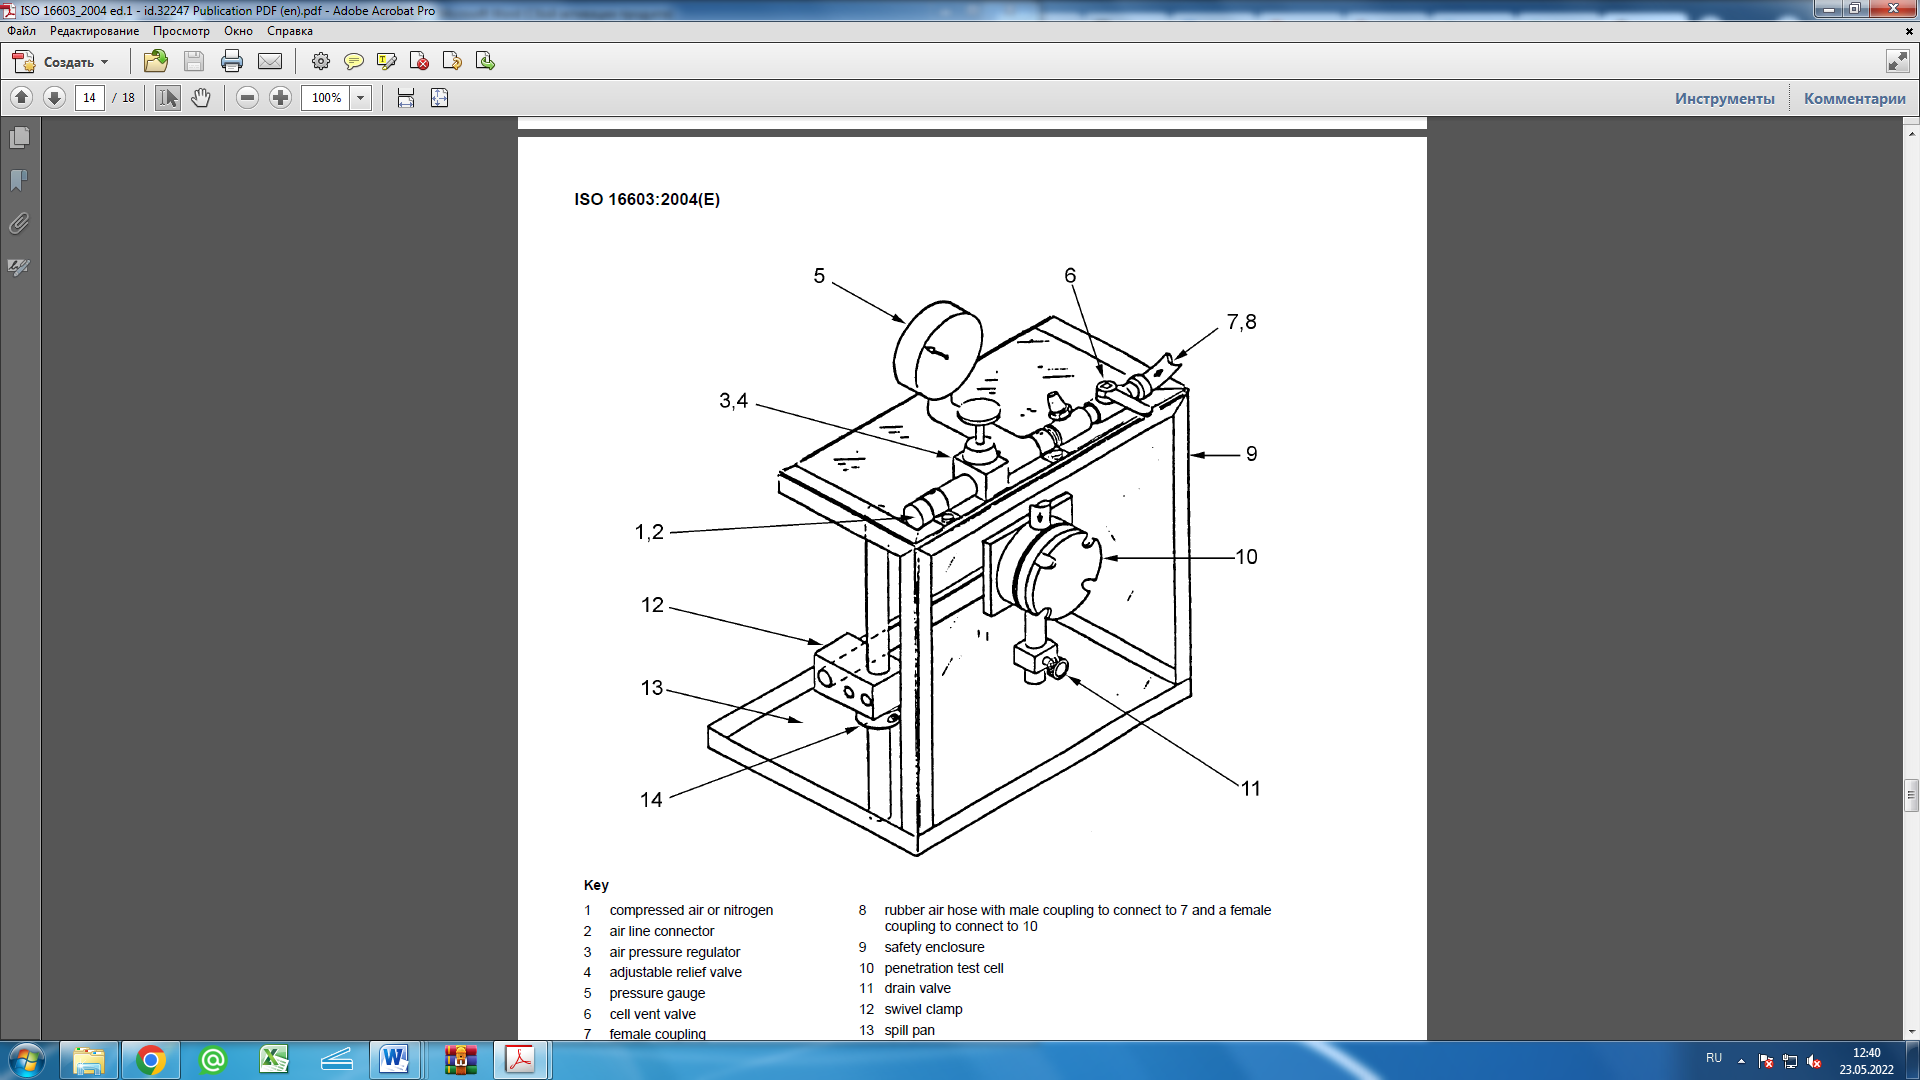 ISO 16603_2004 ed.1 - id.32247 Publication PDF (en).pdf - Adobe Acrobat Pro
Файл Редактирование Просмотр Окно Справка
Создать
14 / 18 100% Инструменты Комментарии
ISO 16603:2004(E)
5
6
7,8
3,4
9
1,2
10
12
13
14
11
Key
1 compressed air or nitrogen
2 air line connector
3 air pressure regulator
4 adjustable relief valve
5 pressure gauge
6 cell vent valve
7 female coupling
8 rubber air hose with male coupling to connect to 7 and a female
coupling to connect to 10
9 safety enclosure
10 penetration test cell
11 drain valve
12 swivel clamp
13 spill pan
RU 12:40
23.05.2022